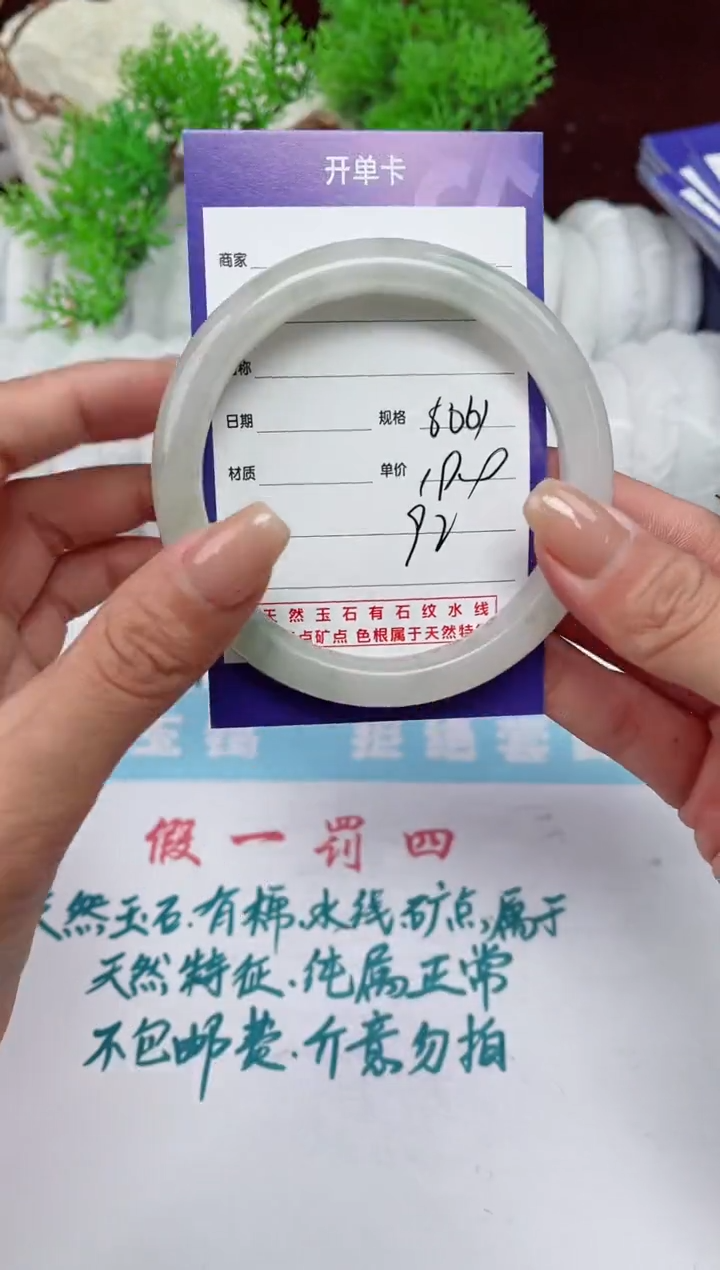 开单卡
商家
称
日期 规格 8061
材质 单价
92
天然玉石有石纹水线
点矿点 色根属于天然特
假一罚四
天然玉石.有棉、水线.矿点,属于
天然特征.纯属正常
不包邮费.介意勿拍